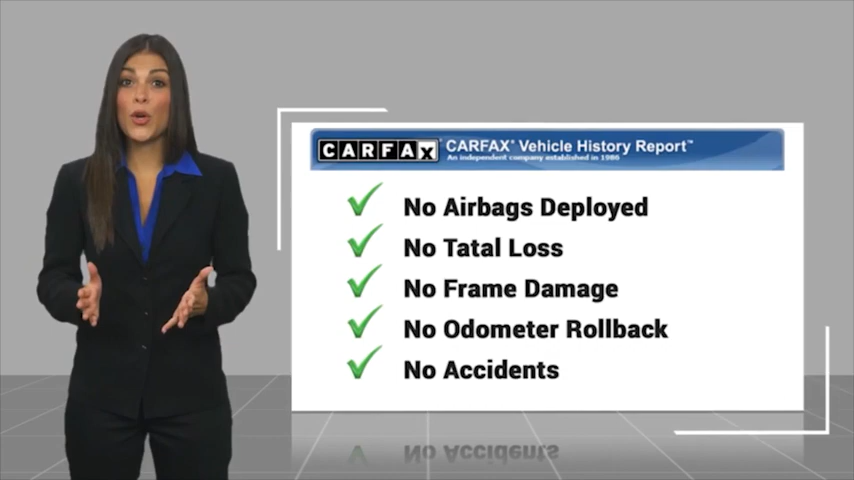 CARFAX CARFAX® Vehicle History Report™
An independent company established in 1986
No Airbags Deployed
No Tatal Loss
No Frame Damage
No Odometer Rollback
No Accidents
No Accidents